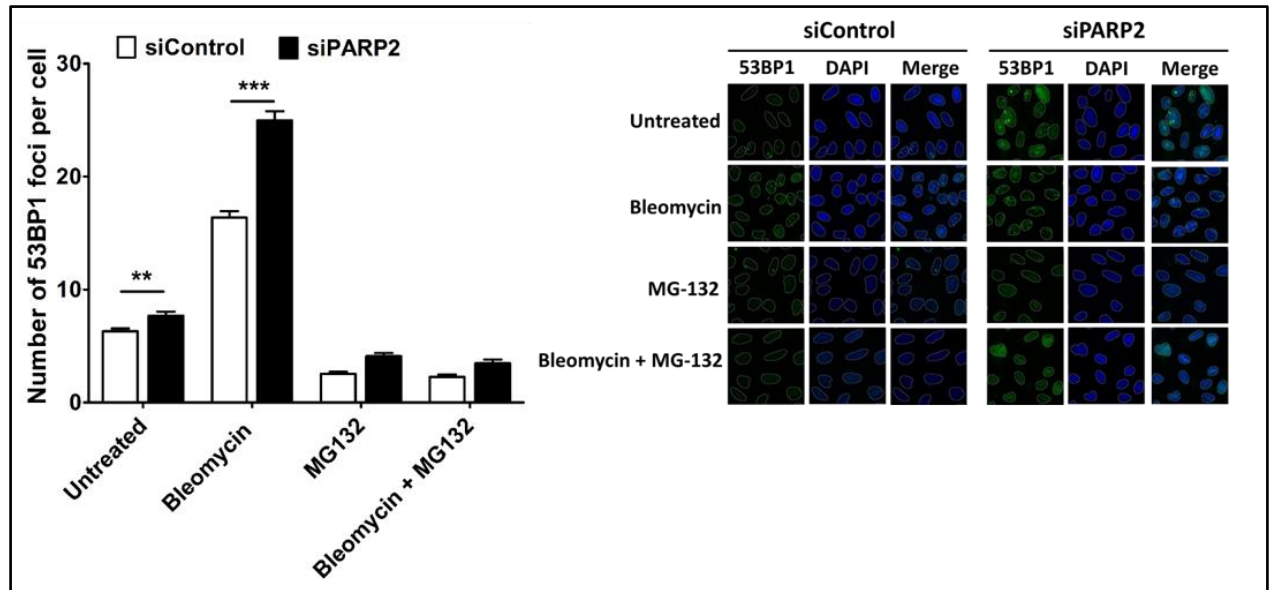 siControl siPARP2
Number of 53BP1 foci per cell
30
20
10
0
**
***
Untreated
Bleomycin
MG132
Bleomycin + MG132
siControl siPARP2
53BP1 DAPI Merge 53BP1 DAPI Merge
Untreated
Bleomycin
MG-132
Bleomycin + MG-132